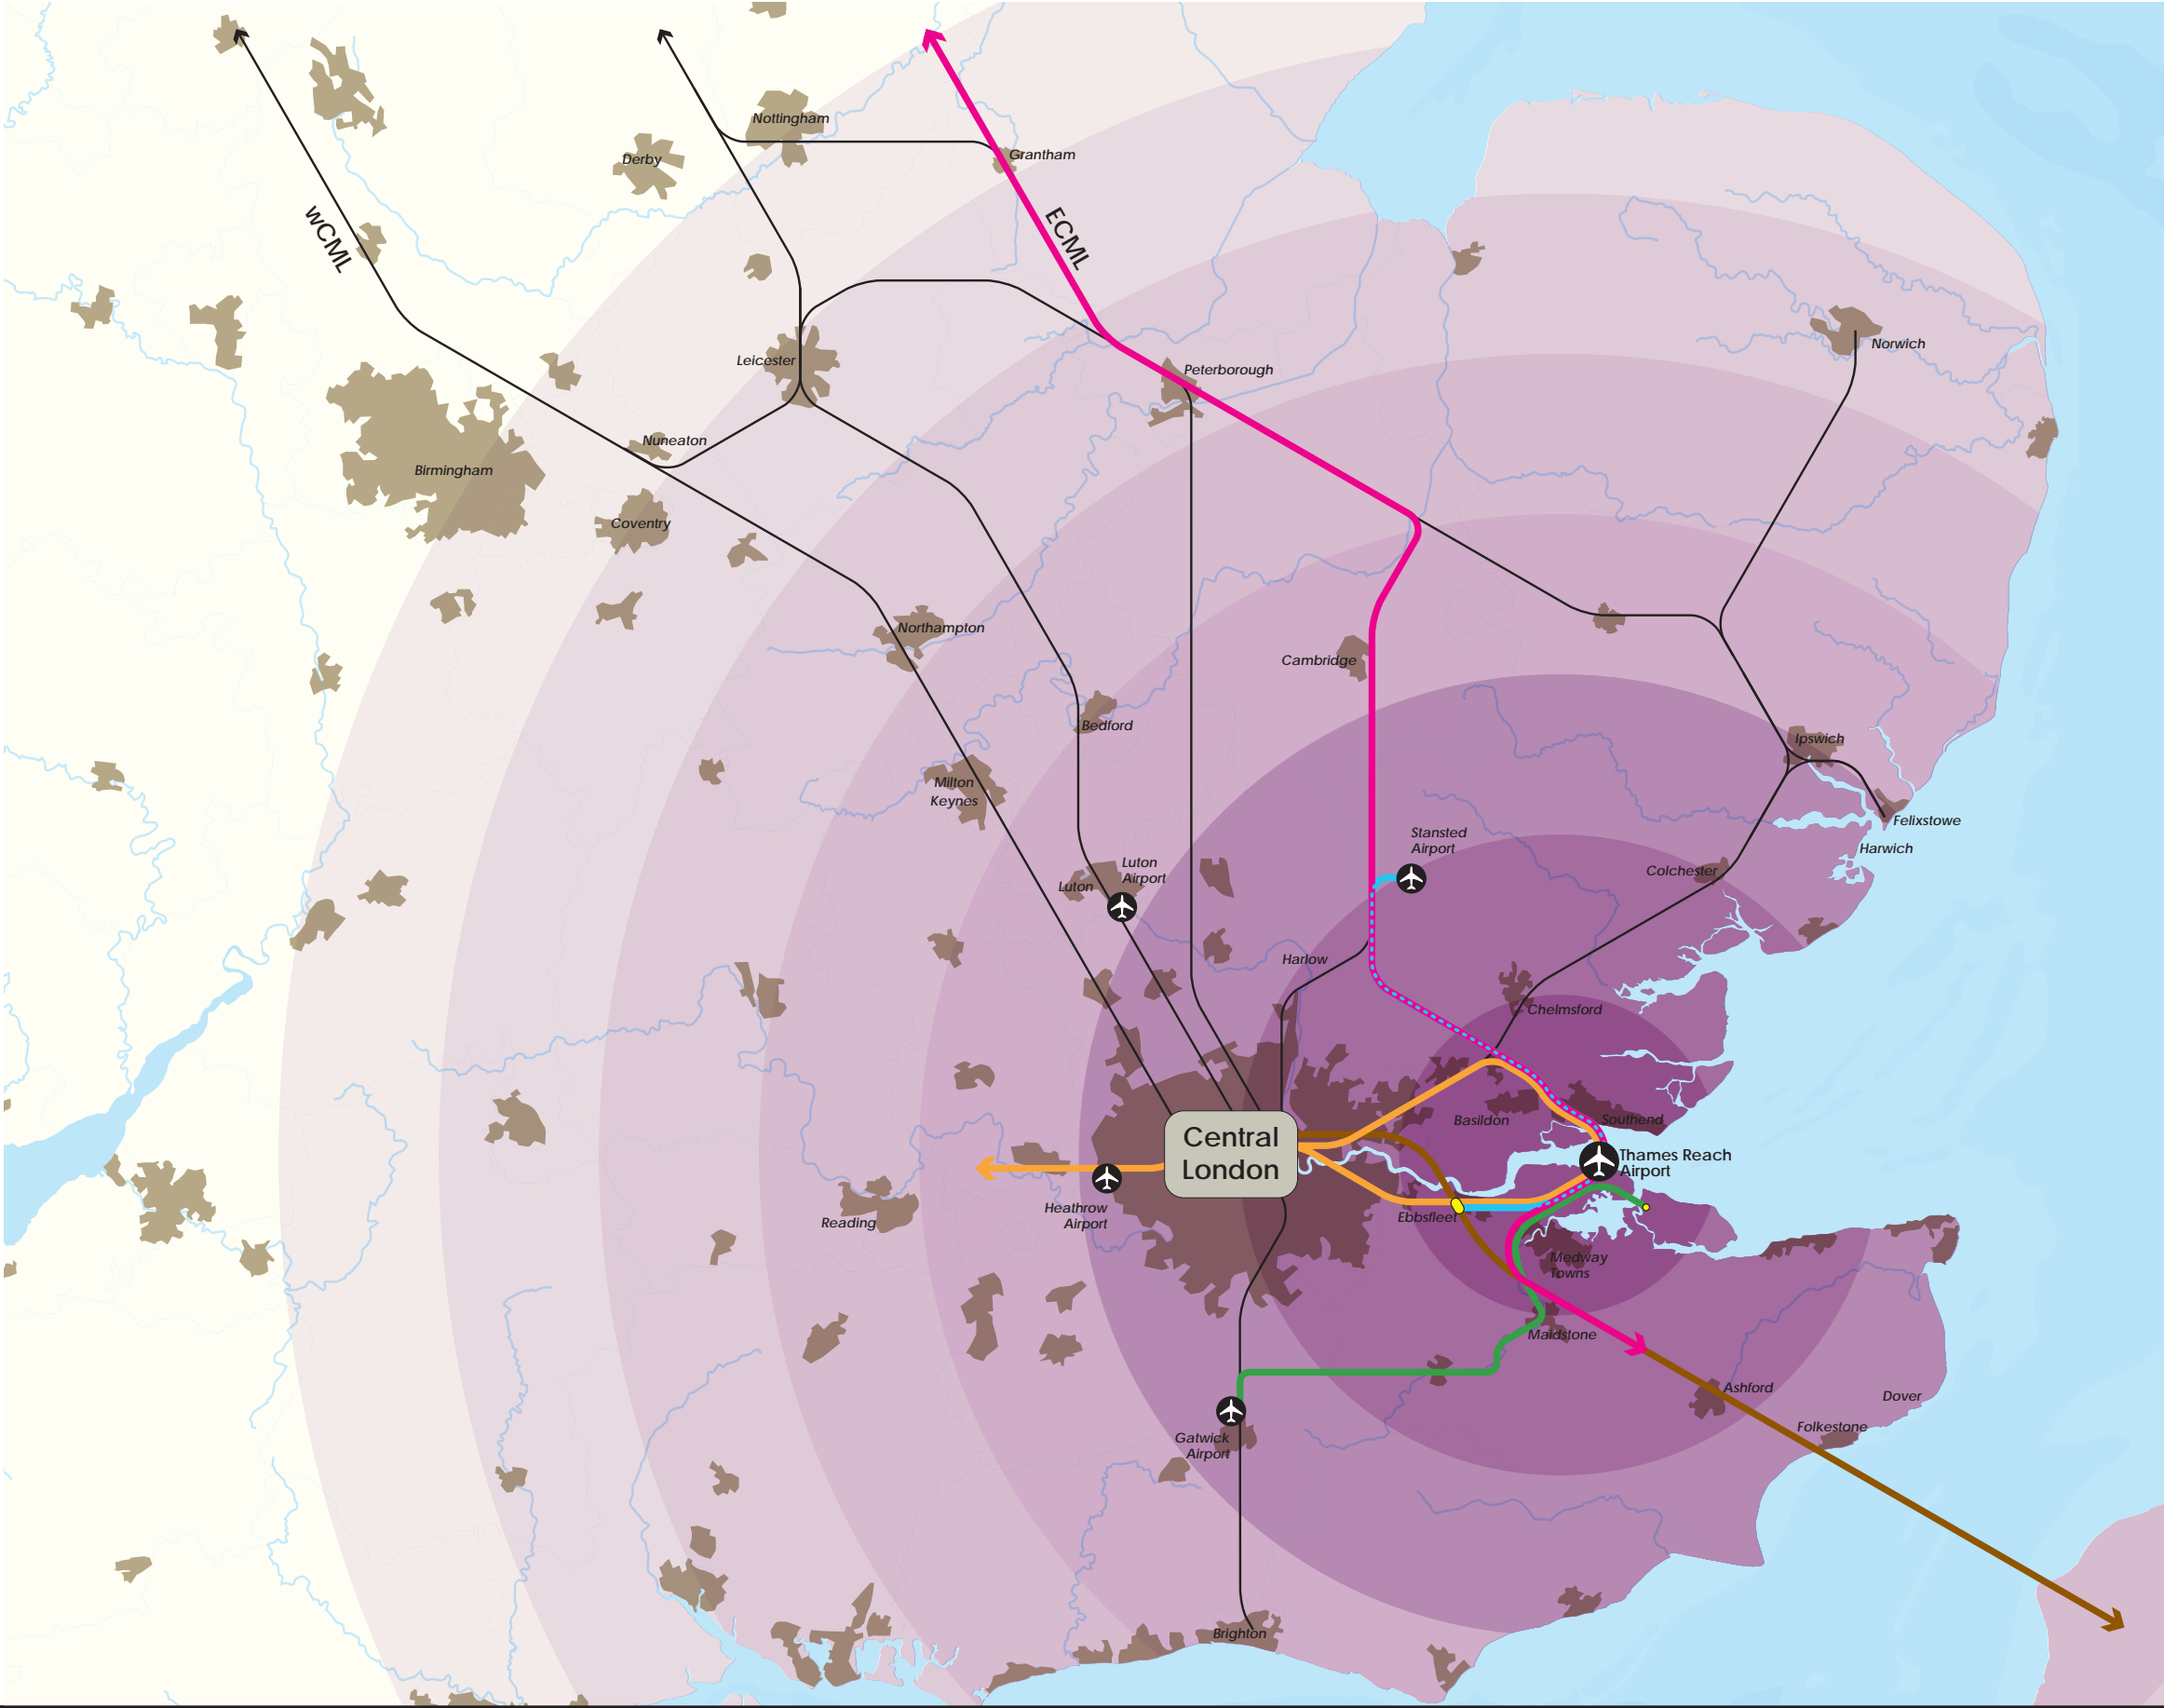 Nottingham
Derby
Grantham
WCML
ECML
Norwich
Leicester
Peterborough
Nuneaton
Birmingham
Coventry
Northampton
Cambridge
Bedford
Ipswich
Milton
Keynes
Stansted
Airport
Felixstowe
Harwich
Luton
Airport
Luton
Colchester
Harlow
Chelmsford
Basildon
Southend
Central
London
Thames Reach
Airport
Heathrow
Airport
Reading
Ebbsfleet
Medway
Towns
Maidstone
Ashford
Dover
Folkestone
Gatwick
Airport
Brighton